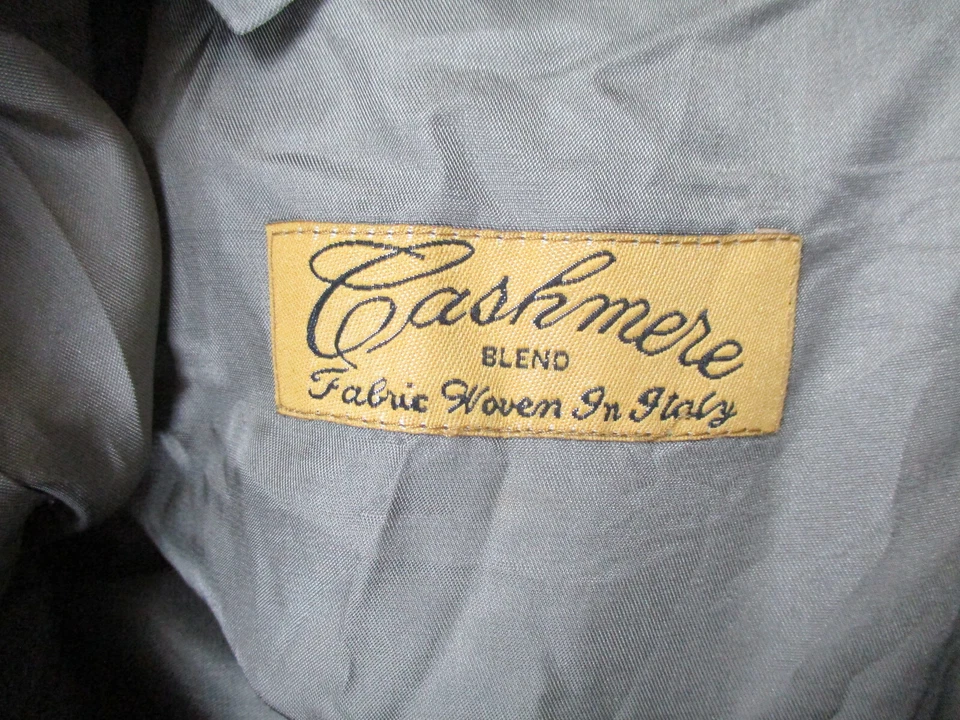 Cashmere
BLEND
Fabric Woven In Italy